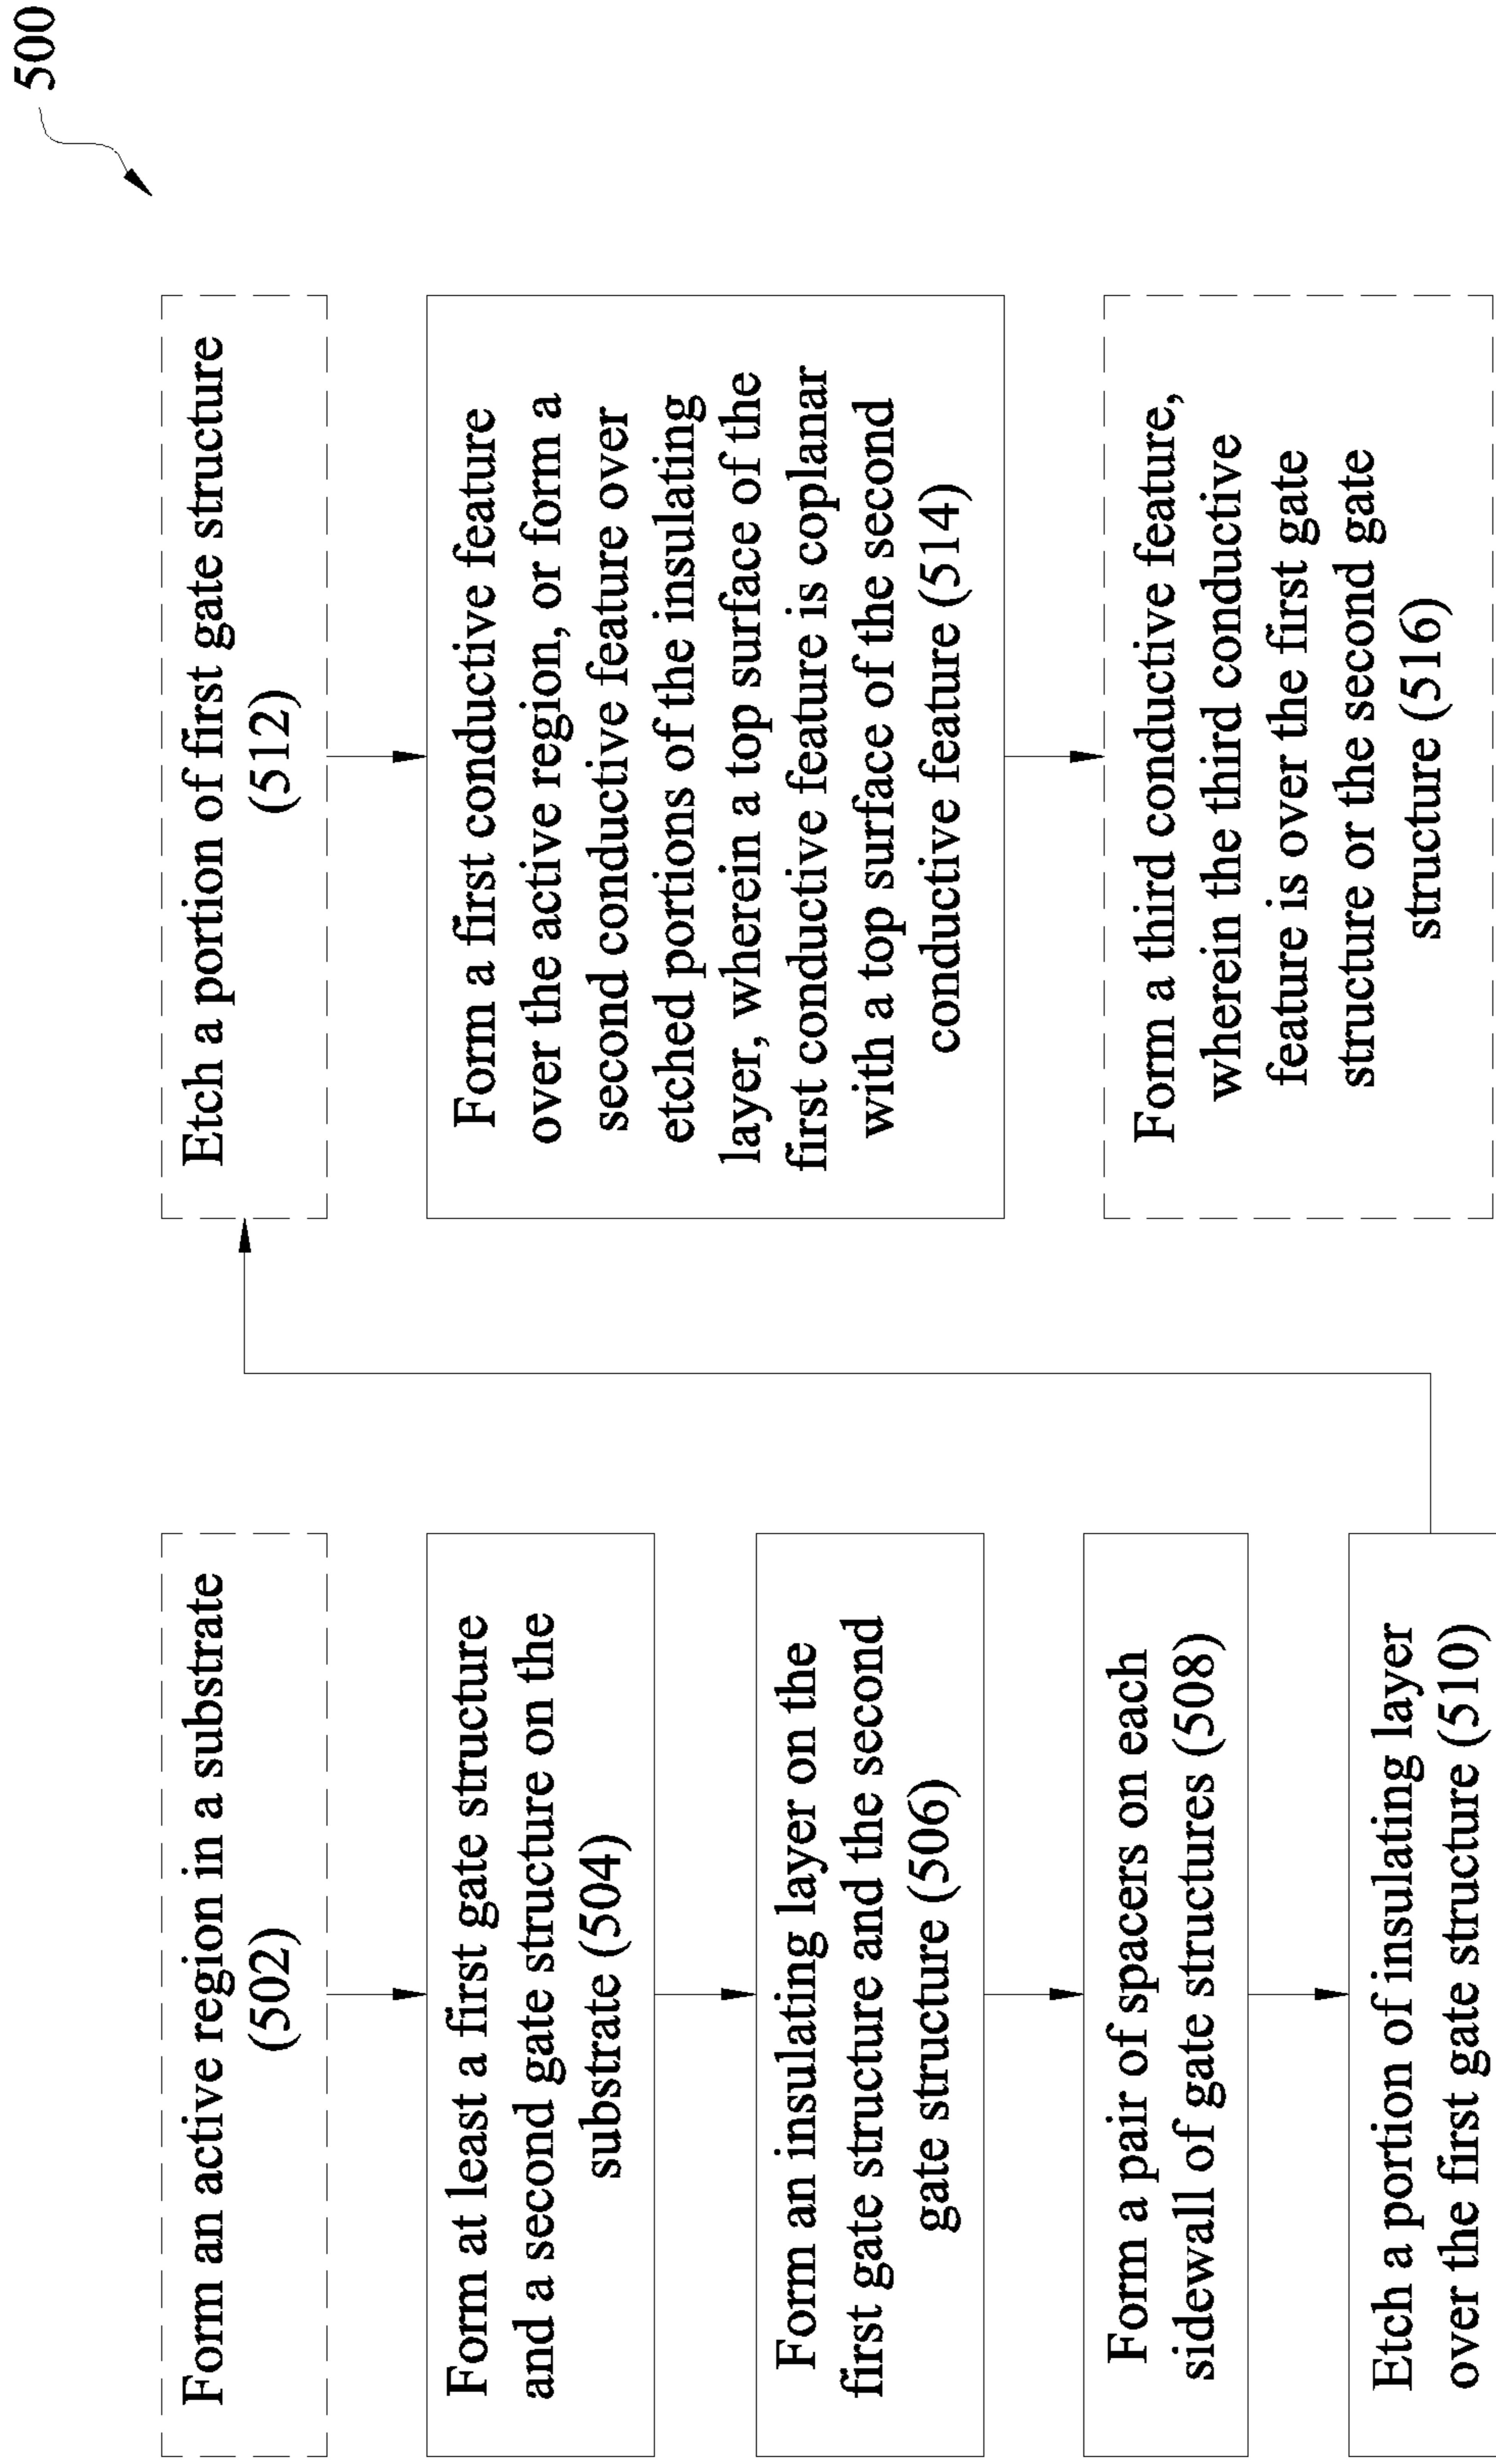 500
Form an active region in a substrate
(502)
Form at least a first gate structure
and a second gate structure on the
substrate (504)
Form an insulating layer on the
first gate structure and the second
gate structure (506)
Form a pair of spacers on each
sidewall of gate structures (508)
Etch a portion of insulating layer
over the first gate structure (510)
Etch a portion of first gate structure
(512)
Form a first conductive feature
over the active region, or form a
second conductive feature over
etched portions of the insulating
layer, wherein a top surface of the
first conductive feature is coplanar
with a top surface of the second
conductive feature (514)
Form a third conductive feature,
wherein the third conductive
feature is over the first gate
structure or the second gate
structure (516)